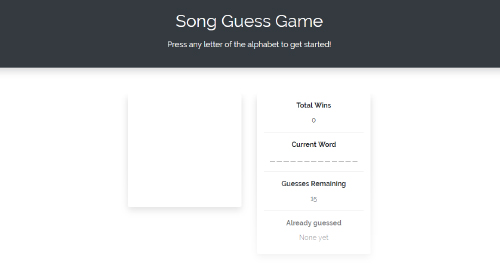 Song Guess Game
Press any letter of the alphabet to get started!
Total Wins
0
Current Word
_ _ _ _ _ _ _ _ _ _ _ _ _
Guesses Remaining
15
Already guessed
None yet